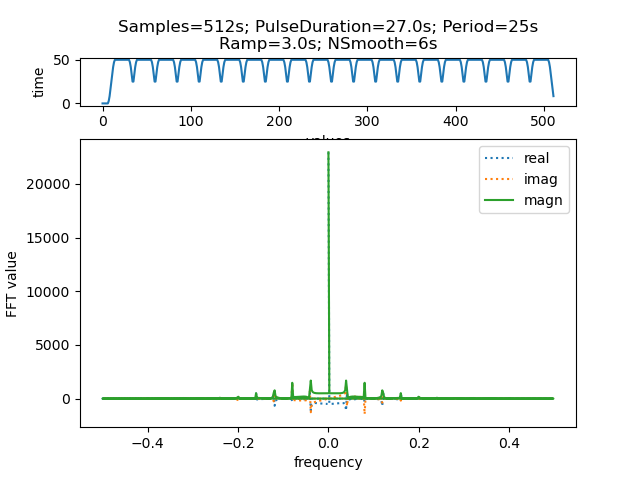 Samples=512s; PulseDuration=27.0s; Period=25s
Ramp=3.0s; NSmooth=6s
50
0
time
0 100 200 300 400 500
values
real
imag
magn
20000
15000
10000
5000
0
FFT value
−0.4 −0.2 0.0 0.2 0.4
frequency